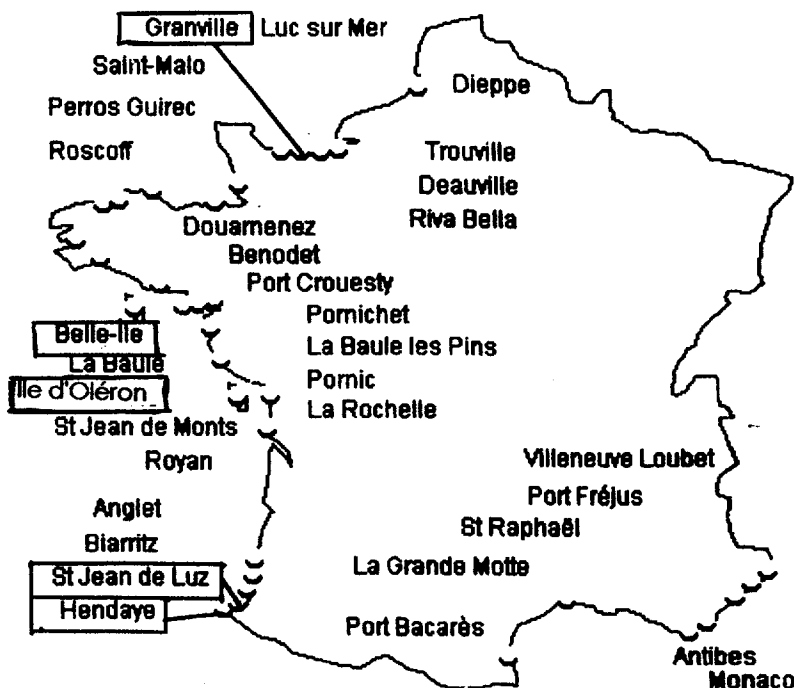 Granville Luc sur Mer
Saint-Malo
Dieppe
Perros Guirec
Roscoff
Trouville
Deauville
Riva Bella
Douarnenez
Benodet
Port Crouesty
Pornichet
Belle-Ile
La Baule les Pins
La Baule
Pornic
Ile d'Oléron
La Rochelle
St Jean de Monts
Royan
Villeneuve Loubet
Port Fréjus
Anglet
St Raphaël
Biarritz
La Grande Motte
St Jean de Luz
Hendaye
Port Bacarès
Antibes
Monaco